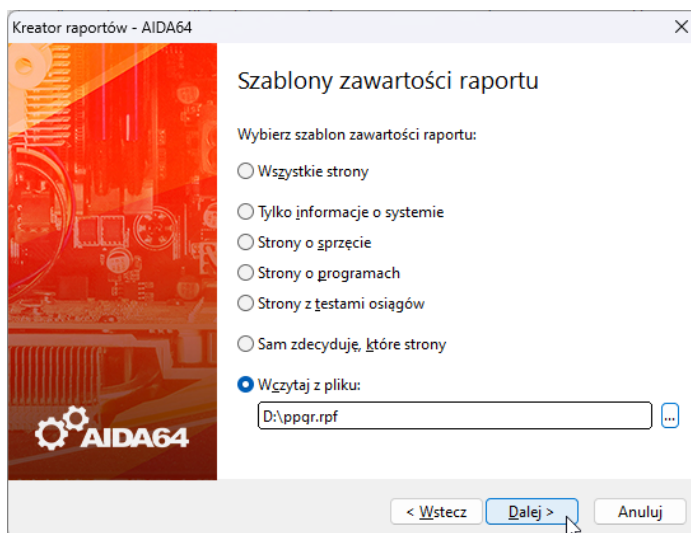 Kreator raportów - AIDA64
Szablony zawartości raportu
Wybierz szablon zawartości raportu:
Wszystkie strony
Tylko informacje o systemie
Strony o sprzęcie
Strony o programach
Strony z testami osiągów
Sam zdecyduję, które strony
Wczytaj z pliku:
D:\ppqr.rpf
...
AIDA64
< Wstecz
Dalej >
Anuluj